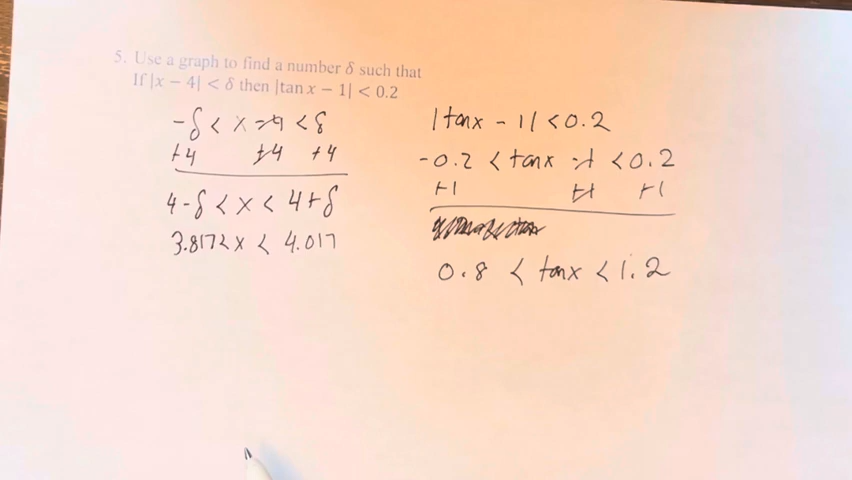 5. Use a graph to find a number δ such that
If |x − 4| < δ then |tan x − 1| < 0.2
-δ < x -4 < δ
+4 +4 +4
4-δ < x < 4+δ
3.817 < x < 4.017
|tanx - 1| < 0.2
-0.2 < tanx -1 < 0.2
+1 +1 +1
0.8 < tanx < 1.2